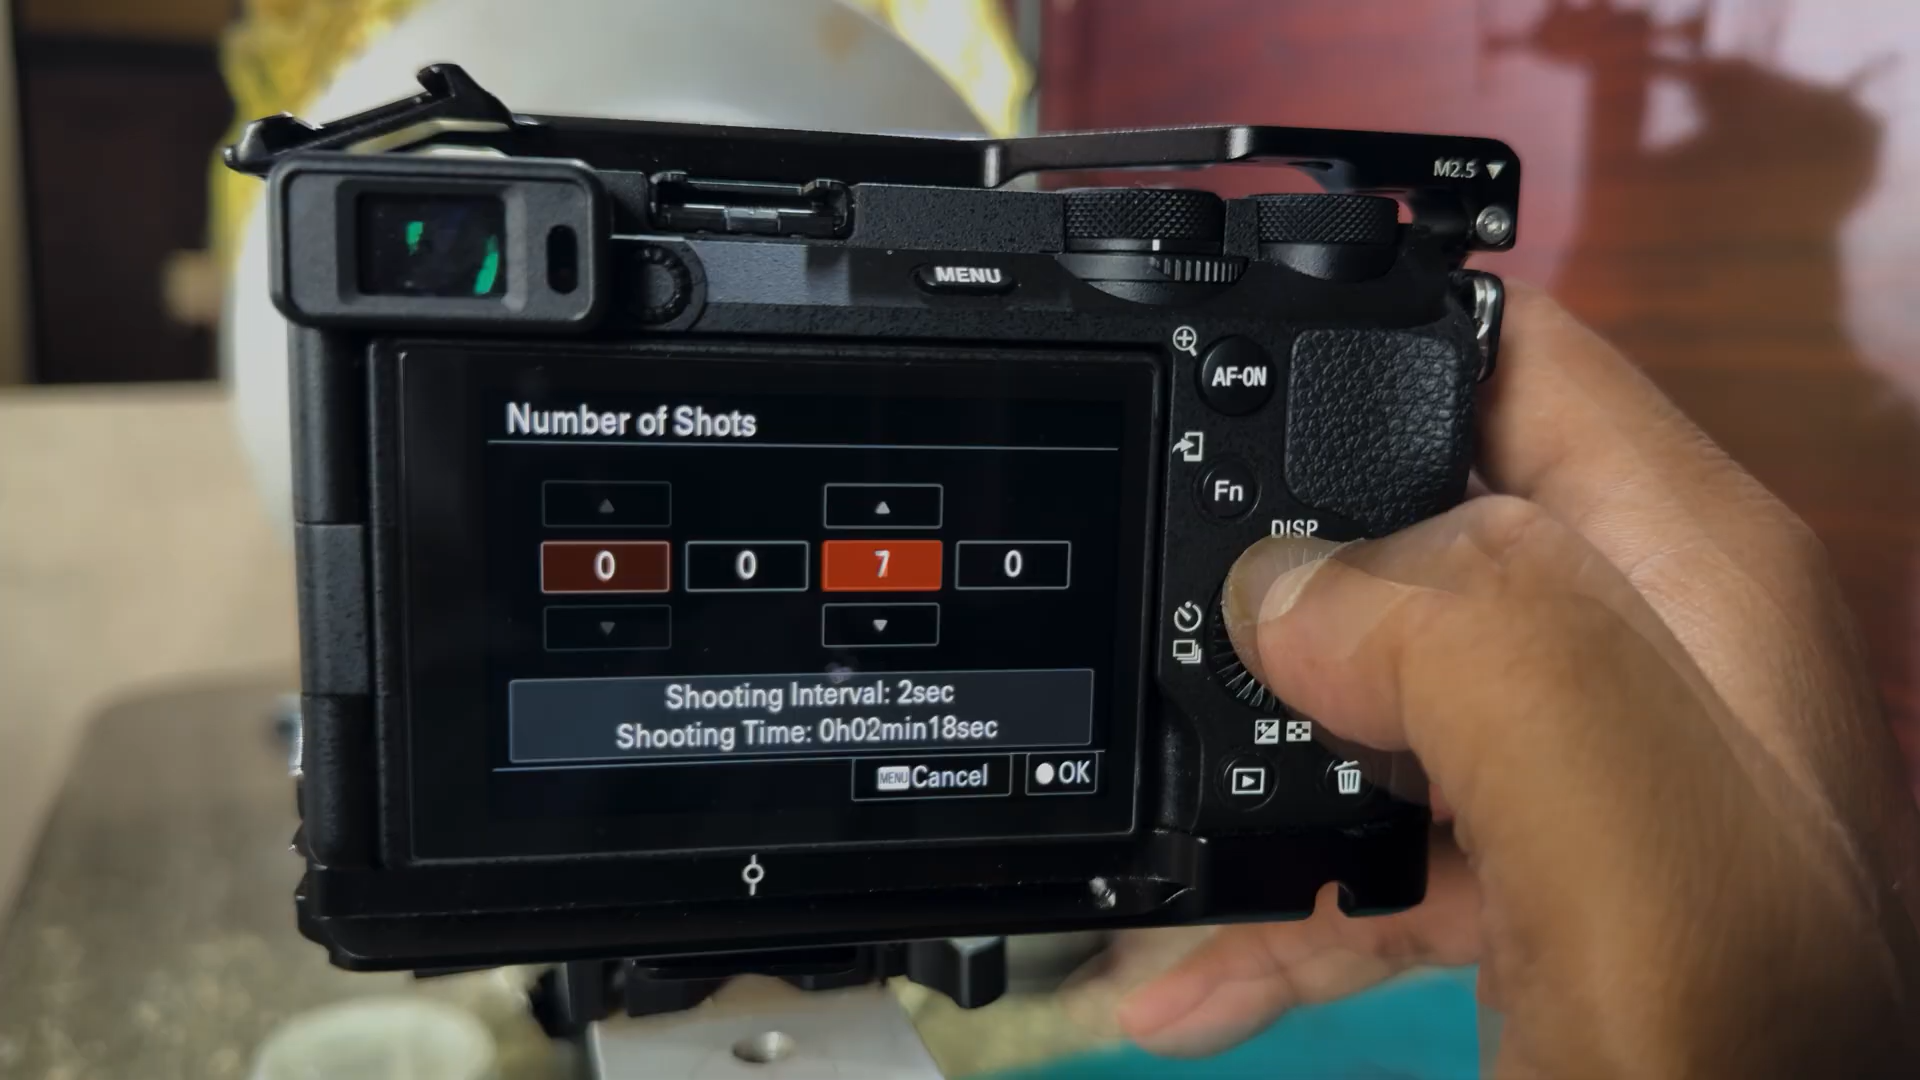 M2.5
MENU
AF-ON
Number of Shots
Fn
DISP
0 0 7 0
Shooting Interval: 2sec
Shooting Time: 0h02min18sec
MENU Cancel OK